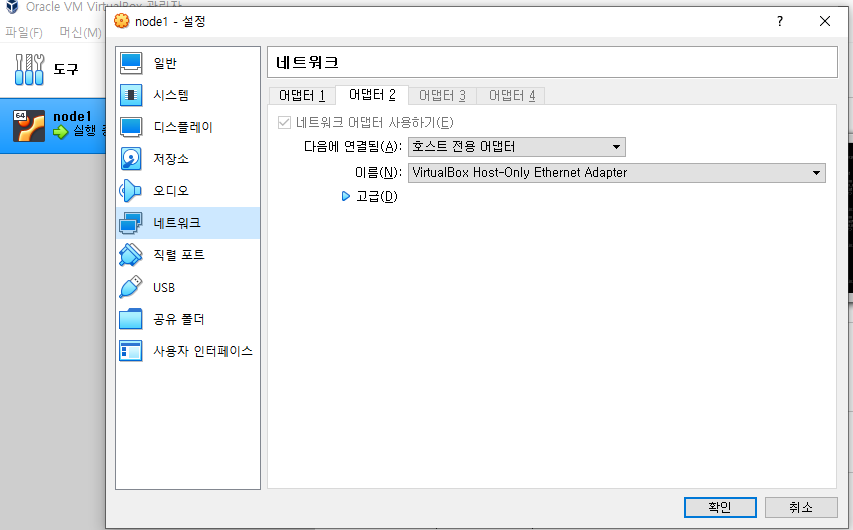 Oracle VM VirtualBox 관리자
node1 - 설정
?
파일(F) 머신(M)
도구
64
node1
실행 중
일반
시스템
디스플레이
저장소
오디오
네트워크
직렬 포트
USB
공유 폴더
사용자 인터페이스
네트워크
어댑터 1 어댑터 2 어댑터 3 어댑터 4
네트워크 어댑터 사용하기(E)
다음에 연결됨(A): 호스트 전용 어댑터
이름(N): VirtualBox Host-Only Ethernet Adapter
고급(D)
확인 취소